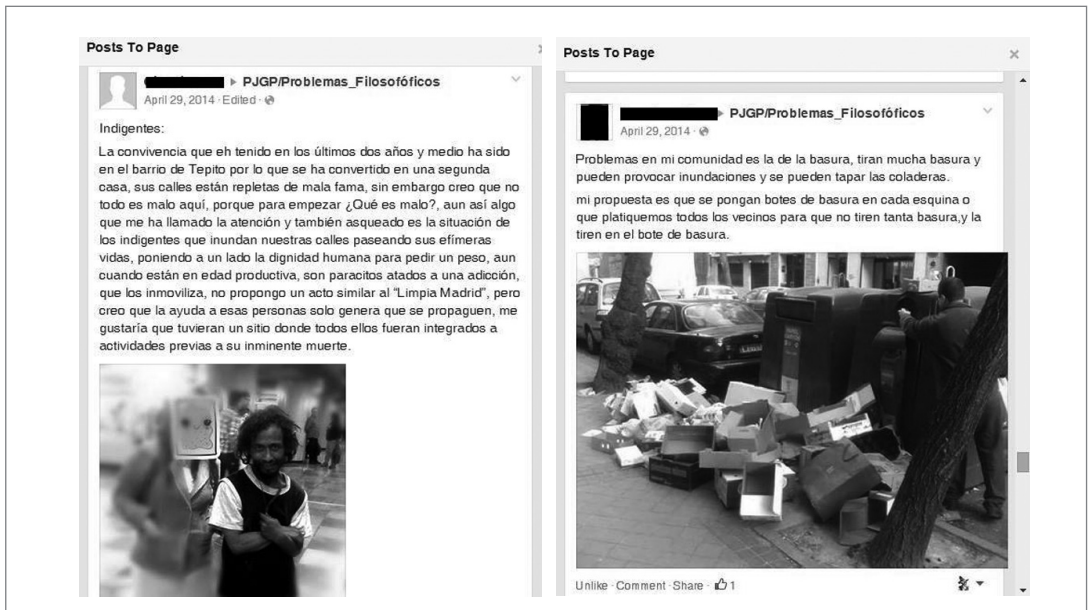 Posts To Page
PJGP/Problemas_Filosofóficos
April 29, 2014 · Edited ·
Indigentes:
La convivencia que eh tenido en los últimos dos años y medio ha sido
en el barrio de Tepito por lo que se ha convertido en una segunda
casa, sus calles están repletas de mala fama, sin embargo creo que no
todo es malo aquí, porque para empezar ¿Qué es malo?, aun así algo
que me ha llamado la atención y también asqueado es la situación de
los indigentes que inundan nuestras calles paseando sus efímeras
vidas, poniendo a un lado la dignidad humana para pedir un peso, aun
cuando están en edad productiva, son paracitos atados a una adicción,
que los inmoviliza, no propongo un acto similar al “Limpia Madrid”, pero
creo que la ayuda a esas personas solo genera que se propaguen, me
gustaría que tuvieran un sitio donde todos ellos fueran integrados a
actividades previas a su inminente muerte.
Posts To Page
PJGP/Problemas_Filosofóficos
April 29, 2014 ·
Problemas en mi comunidad es la de la basura, tiran mucha basura y
pueden provocar inundaciones y se pueden tapar las coladeras.
mi propuesta es que se pongan botes de basura en cada esquina o
que platiquemos todos los vecinos para que no tiren tanta basura,y la
tiren en el bote de basura.
Unlike · Comment · Share · 1